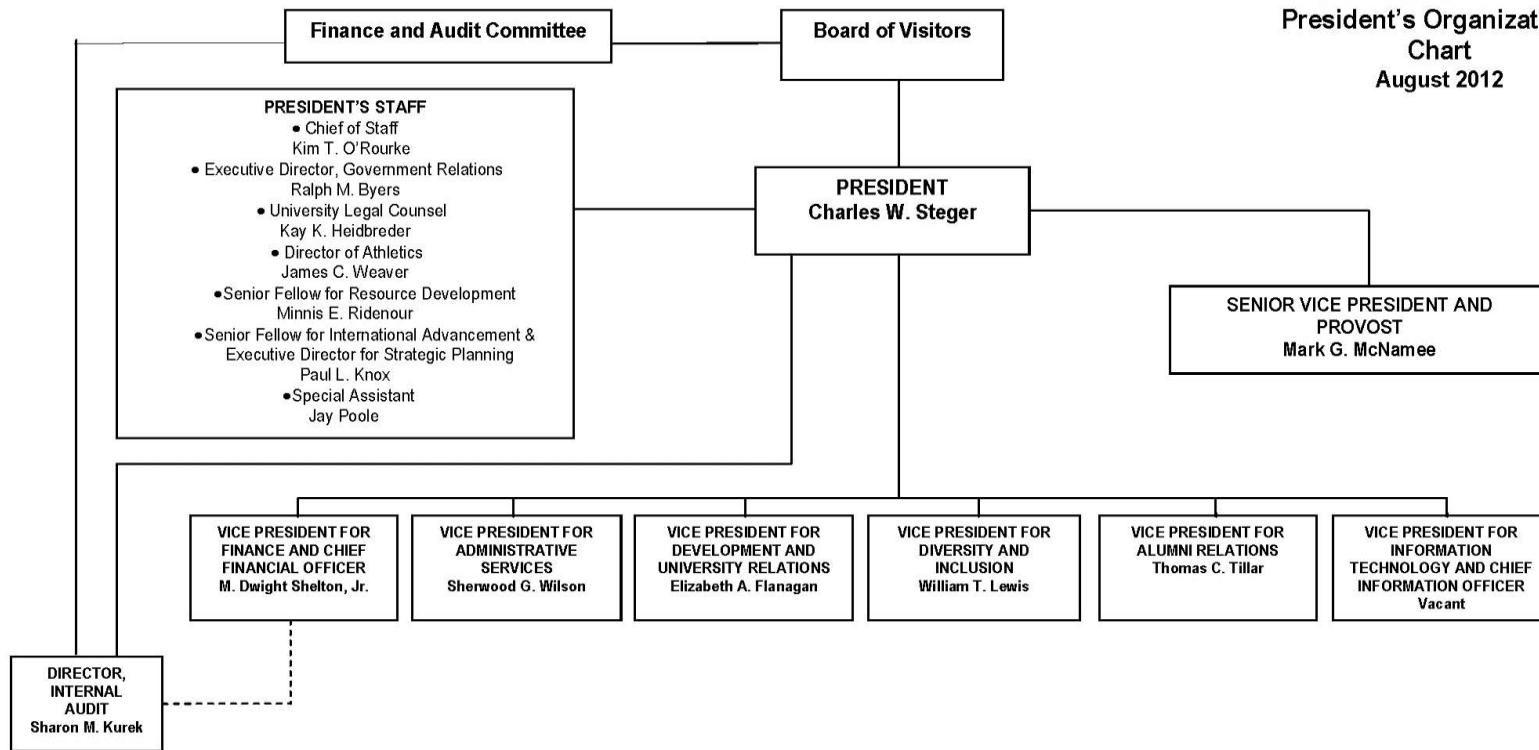 President's Organizat
Chart
August 2012
Finance and Audit Committee
Board of Visitors
PRESIDENT'S STAFF
● Chief of Staff
Kim T. O'Rourke
● Executive Director, Government Relations
Ralph M. Byers
● University Legal Counsel
Kay K. Heidbreder
● Director of Athletics
James C. Weaver
●Senior Fellow for Resource Development
Minnis E. Ridenour
●Senior Fellow for International Advancement &
Executive Director for Strategic Planning
Paul L. Knox
●Special Assistant
Jay Poole
PRESIDENT
Charles W. Steger
SENIOR VICE PRESIDENT AND
PROVOST
Mark G. McNamee
VICE PRESIDENT FOR
FINANCE AND CHIEF
FINANCIAL OFFICER
M. Dwight Shelton, Jr.
VICE PRESIDENT FOR
ADMINISTRATIVE
SERVICES
Sherwood G. Wilson
VICE PRESIDENT FOR
DEVELOPMENT AND
UNIVERSITY RELATIONS
Elizabeth A. Flanagan
VICE PRESIDENT FOR
DIVERSITY AND
INCLUSION
William T. Lewis
VICE PRESIDENT FOR
ALUMNI RELATIONS
Thomas C. Tillar
VICE PRESIDENT FOR
INFORMATION
TECHNOLOGY AND CHIEF
INFORMATION OFFICER
Vacant
DIRECTOR,
INTERNAL
AUDIT
Sharon M. Kurek